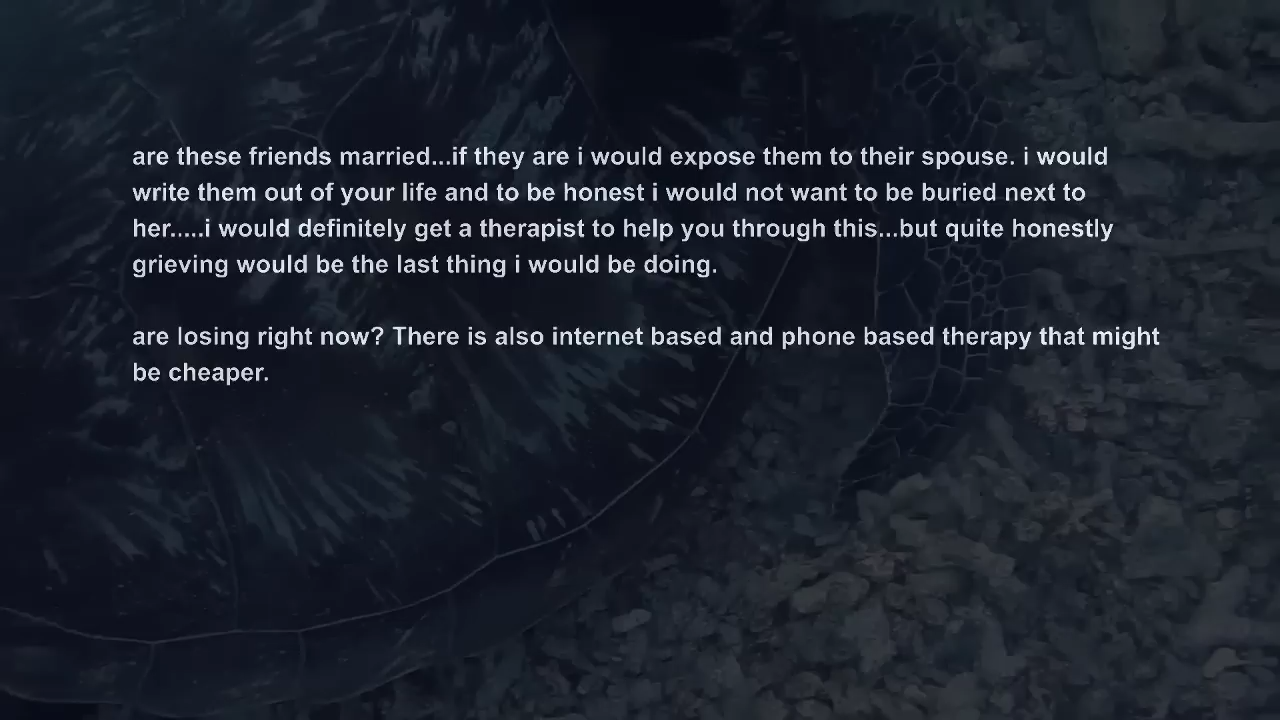 are these friends married...if they are i would expose them to their spouse. i would
write them out of your life and to be honest i would not want to be buried next to
her.....i would definitely get a therapist to help you through this...but quite honestly
grieving would be the last thing i would be doing.
are losing right now? There is also internet based and phone based therapy that might
be cheaper.